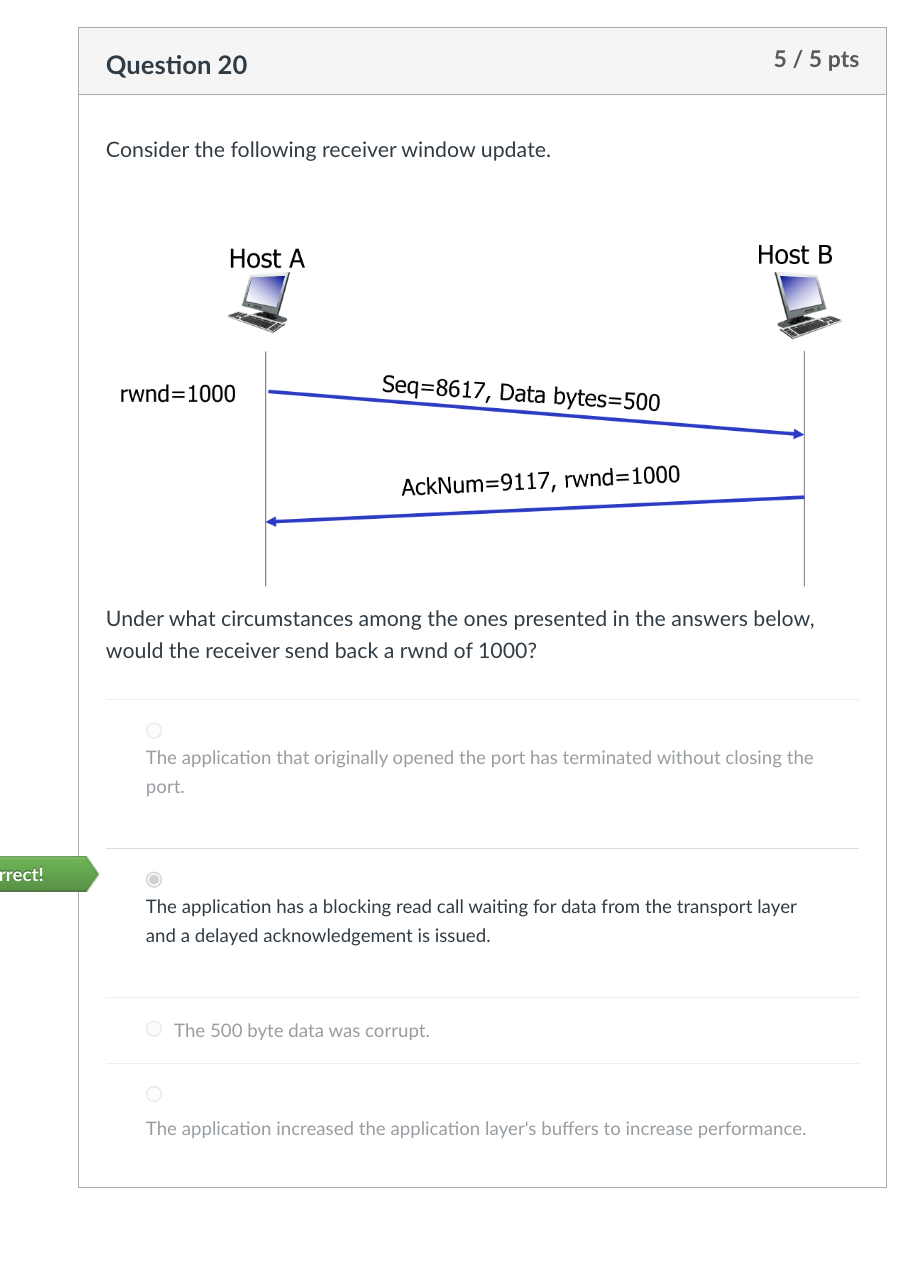 Question 20
5 / 5 pts
Consider the following receiver window update.
Host A
Host B
rwnd=1000
Seq=8617, Data bytes=500
AckNum=9117, rwnd=1000
Under what circumstances among the ones presented in the answers below,
would the receiver send back a rwnd of 1000?
The application that originally opened the port has terminated without closing the
port.
rrect!
The application has a blocking read call waiting for data from the transport layer
and a delayed acknowledgement is issued.
The 500 byte data was corrupt.
The application increased the application layer's buffers to increase performance.